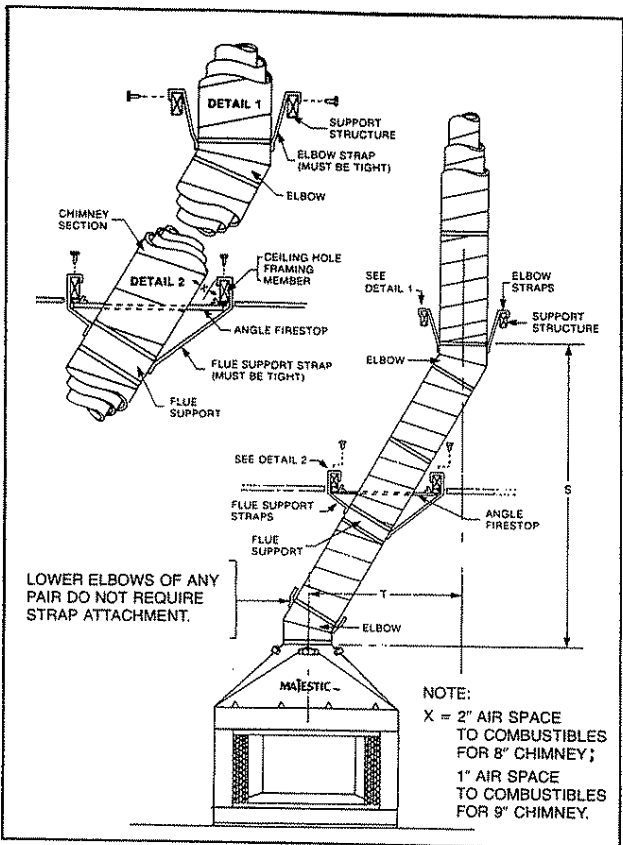 DETAIL 1
SUPPORT
STRUCTURE
ELBOW STRAP
(MUST BE TIGHT)
ELBOW
CHIMNEY
SECTION
DETAIL 2
X
CEILING HOLE
FRAMING
MEMBER
ANGLE FIRESTOP
FLUE SUPPORT STRAP
(MUST BE TIGHT)
FLUE
SUPPORT
SEE
DETAIL 1
ELBOW
STRAPS
SUPPORT
STRUCTURE
ELBOW
S
SEE DETAIL 2
FLUE SUPPORT
STRAPS
ANGLE
FIRESTOP
FLUE
SUPPORT
T
LOWER ELBOWS OF ANY
PAIR DO NOT REQUIRE
STRAP ATTACHMENT.
ELBOW
MAJESTIC
NOTE:
X = 2" AIR SPACE
TO COMBUSTIBLES
FOR 8" CHIMNEY;
1" AIR SPACE
TO COMBUSTIBLES
FOR 9" CHIMNEY.